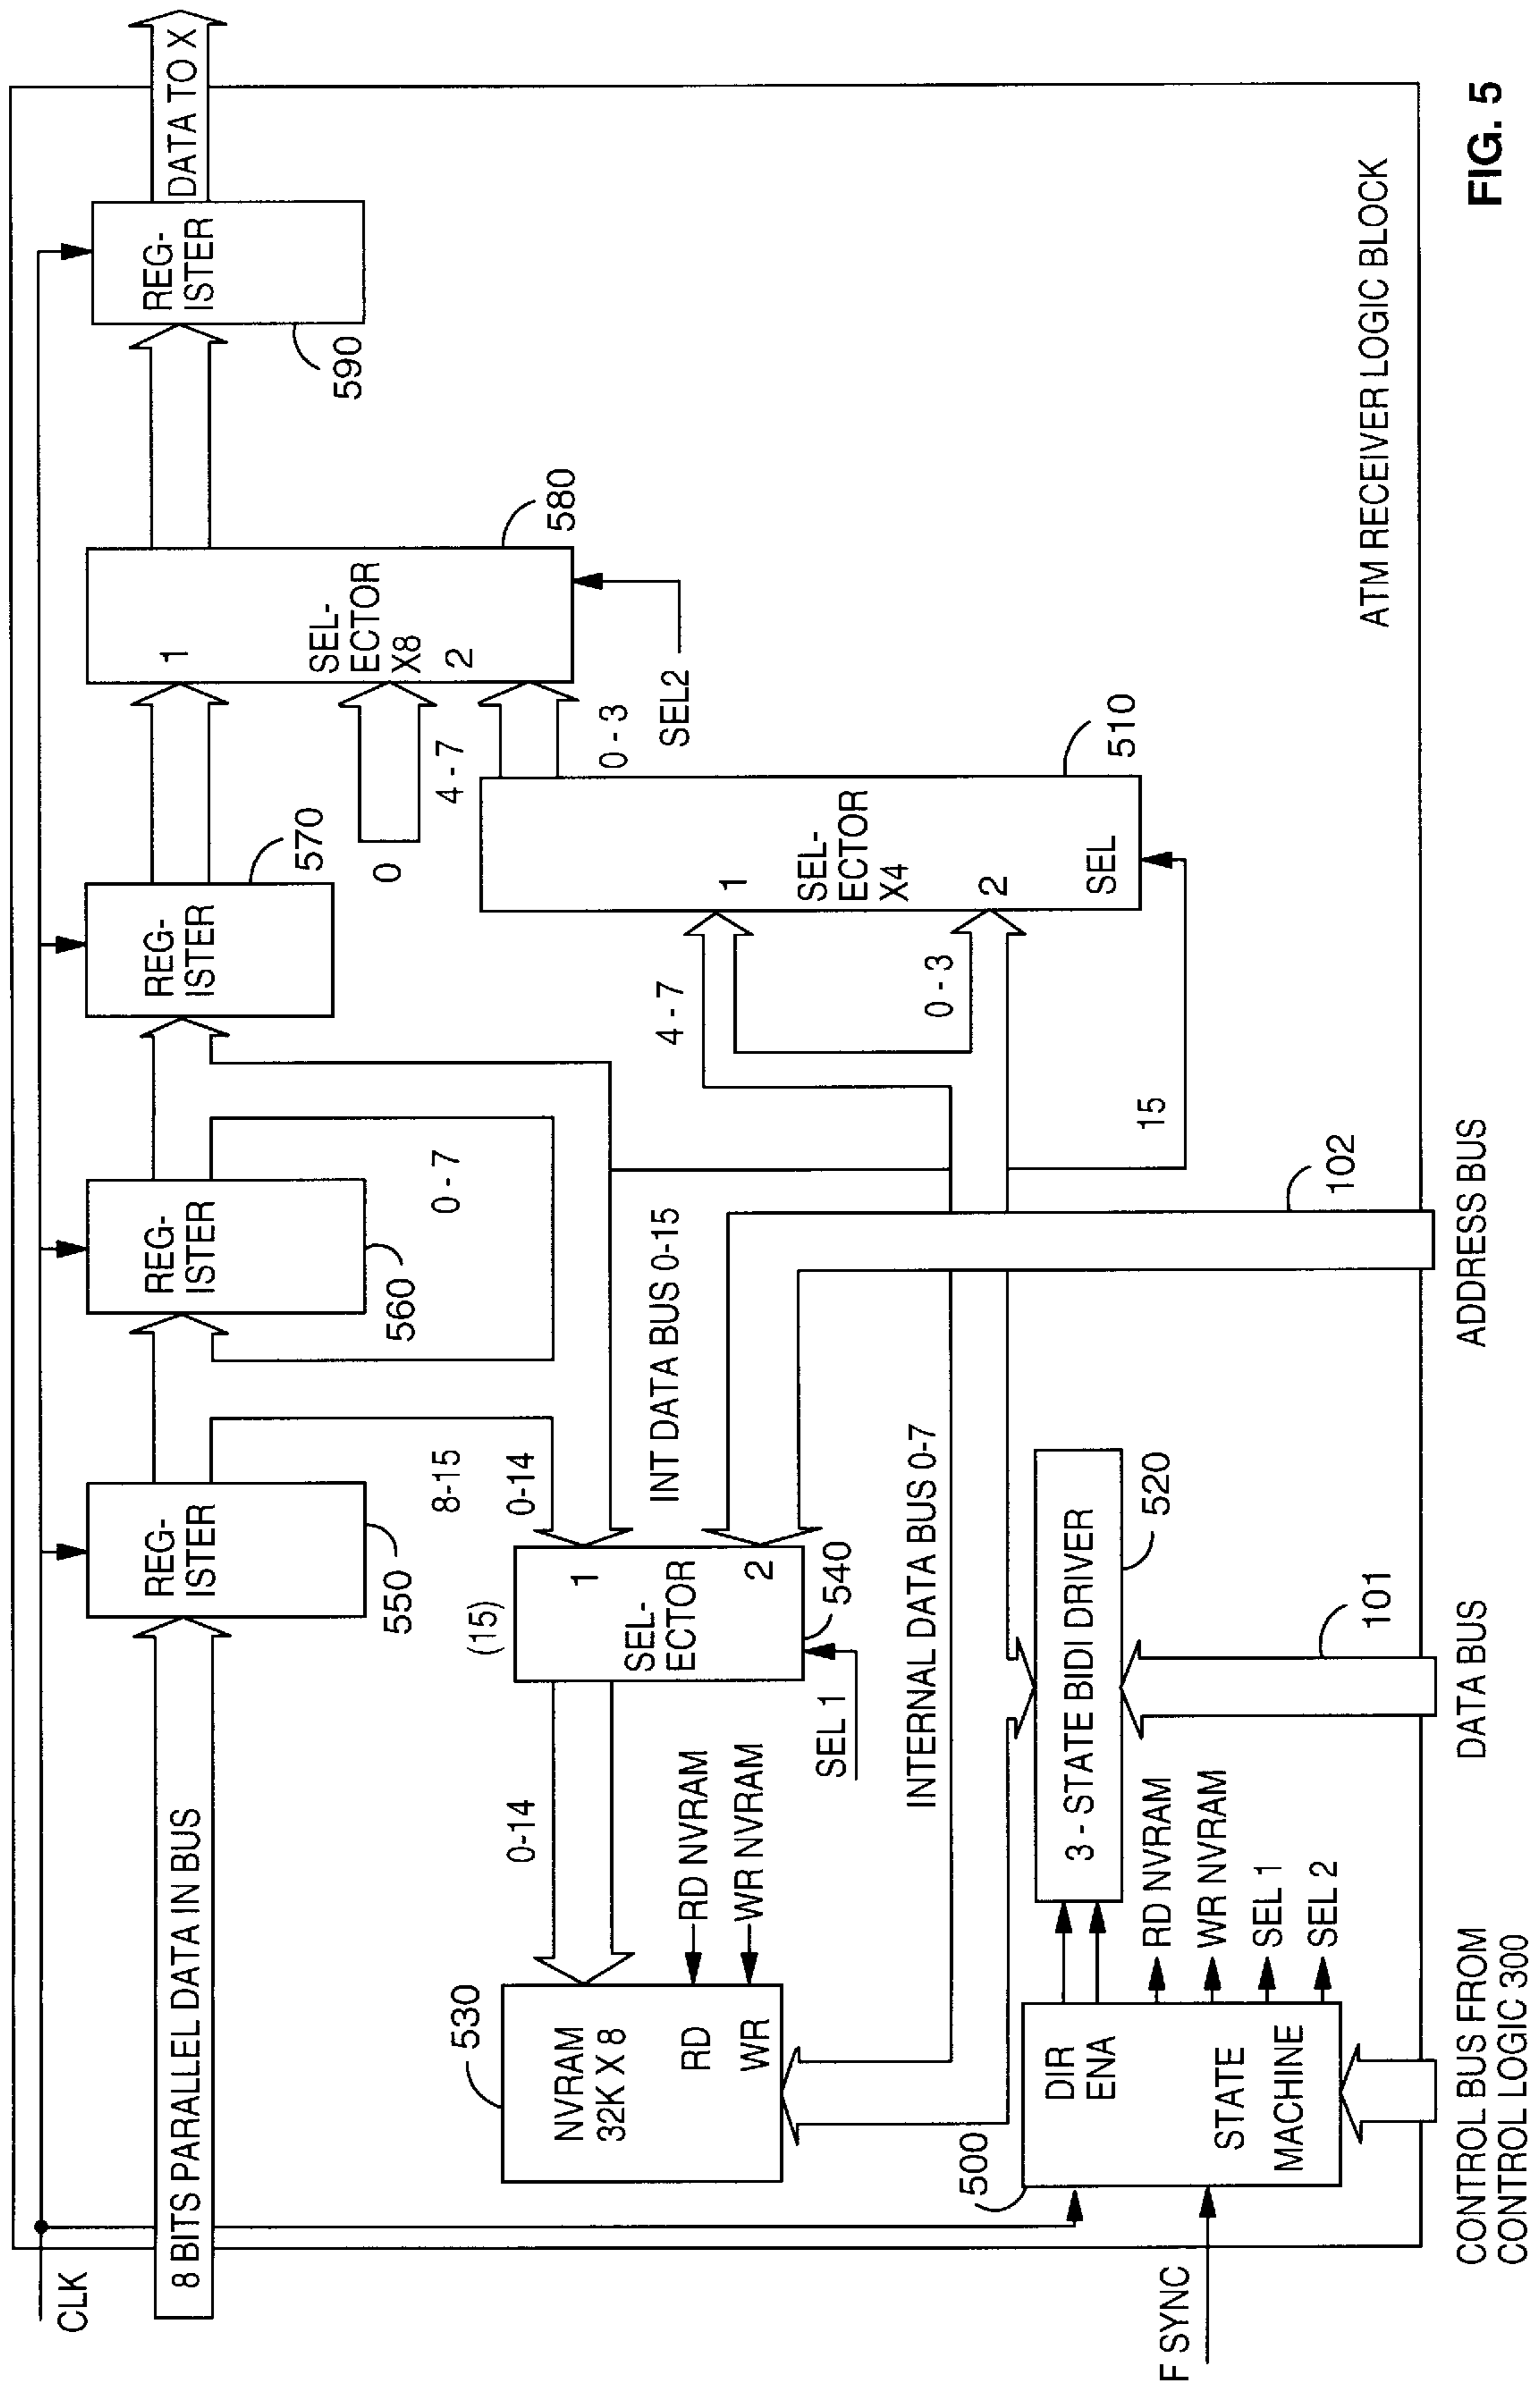 CLK
8 BITS PARALLEL DATA IN BUS
REG-
ISTER
550
REG-
ISTER
560
REG-
ISTER
570
1
SEL-
ECTOR
X8
2
580
REG-
ISTER
590
DATA TO X
8-15
0 - 7
0
4 - 7
0 - 3
SEL2
530
NVRAM
32K X 8
RD
WR
0-14
RD NVRAM
WR NVRAM
(15)
1
SEL-
ECTOR
2
540
SEL 1
0-14
INT DATA BUS 0-15
4 - 7
0 - 3
1
SEL-
ECTOR
X4
2
SEL
510
15
INTERNAL DATA BUS 0-7
500
DIR
ENA
STATE
MACHINE
F SYNC
3 - STATE BIDI DRIVER
520
RD NVRAM
WR NVRAM
SEL 1
SEL 2
101
102
ATM RECEIVER LOGIC BLOCK
CONTROL BUS FROM
CONTROL LOGIC 300
DATA BUS
ADDRESS BUS
FIG. 5